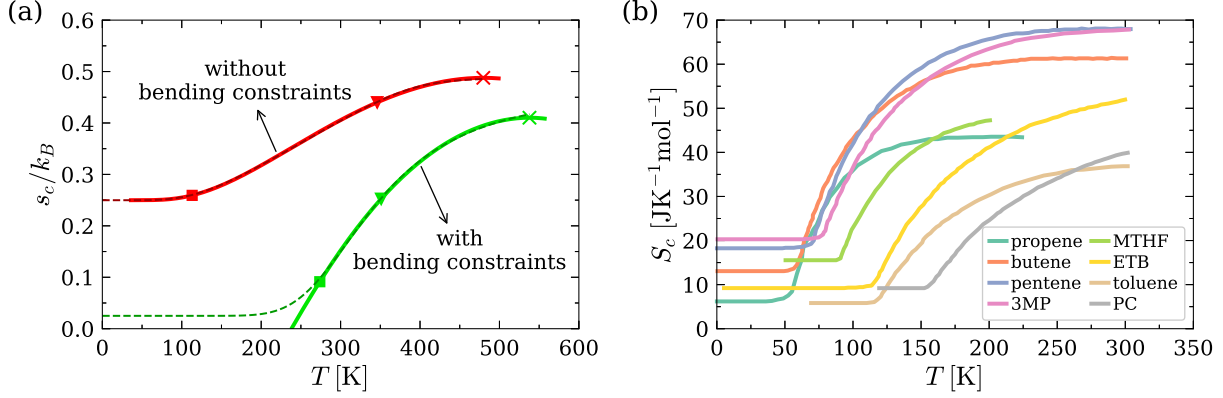 (a)
0.6
0.5
0.4
0.3
0.2
0.1
0.0
s_c/k_B
without
bending constraints
with
bending constraints
0 100 200 300 400 500 600
T [K]
(b)
70
60
50
40
30
20
10
0
S_c [JK⁻¹mol⁻¹]
propene MTHF
butene ETB
pentene toluene
3MP PC
0 50 100 150 200 250 300 350
T [K]